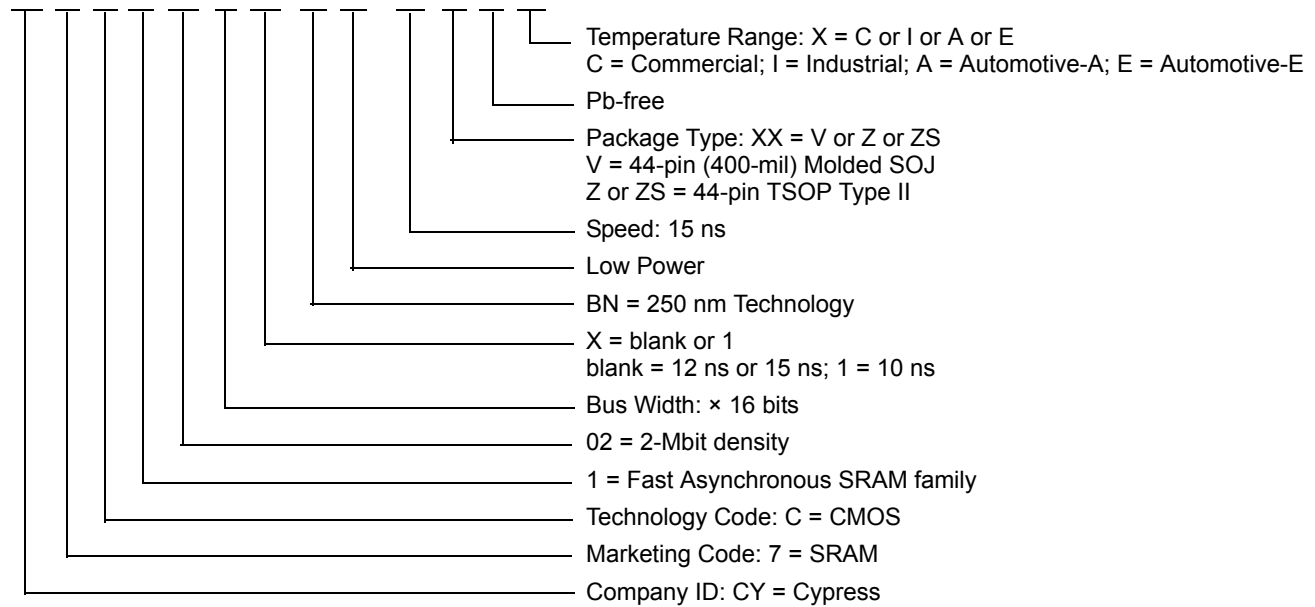 Temperature Range: X = C or I or A or E
C = Commercial; I = Industrial; A = Automotive-A; E = Automotive-E
Pb-free
Package Type: XX = V or Z or ZS
V = 44-pin (400-mil) Molded SOJ
Z or ZS = 44-pin TSOP Type II
Speed: 15 ns
Low Power
BN = 250 nm Technology
X = blank or 1
blank = 12 ns or 15 ns; 1 = 10 ns
Bus Width: × 16 bits
02 = 2-Mbit density
1 = Fast Asynchronous SRAM family
Technology Code: C = CMOS
Marketing Code: 7 = SRAM
Company ID: CY = Cypress